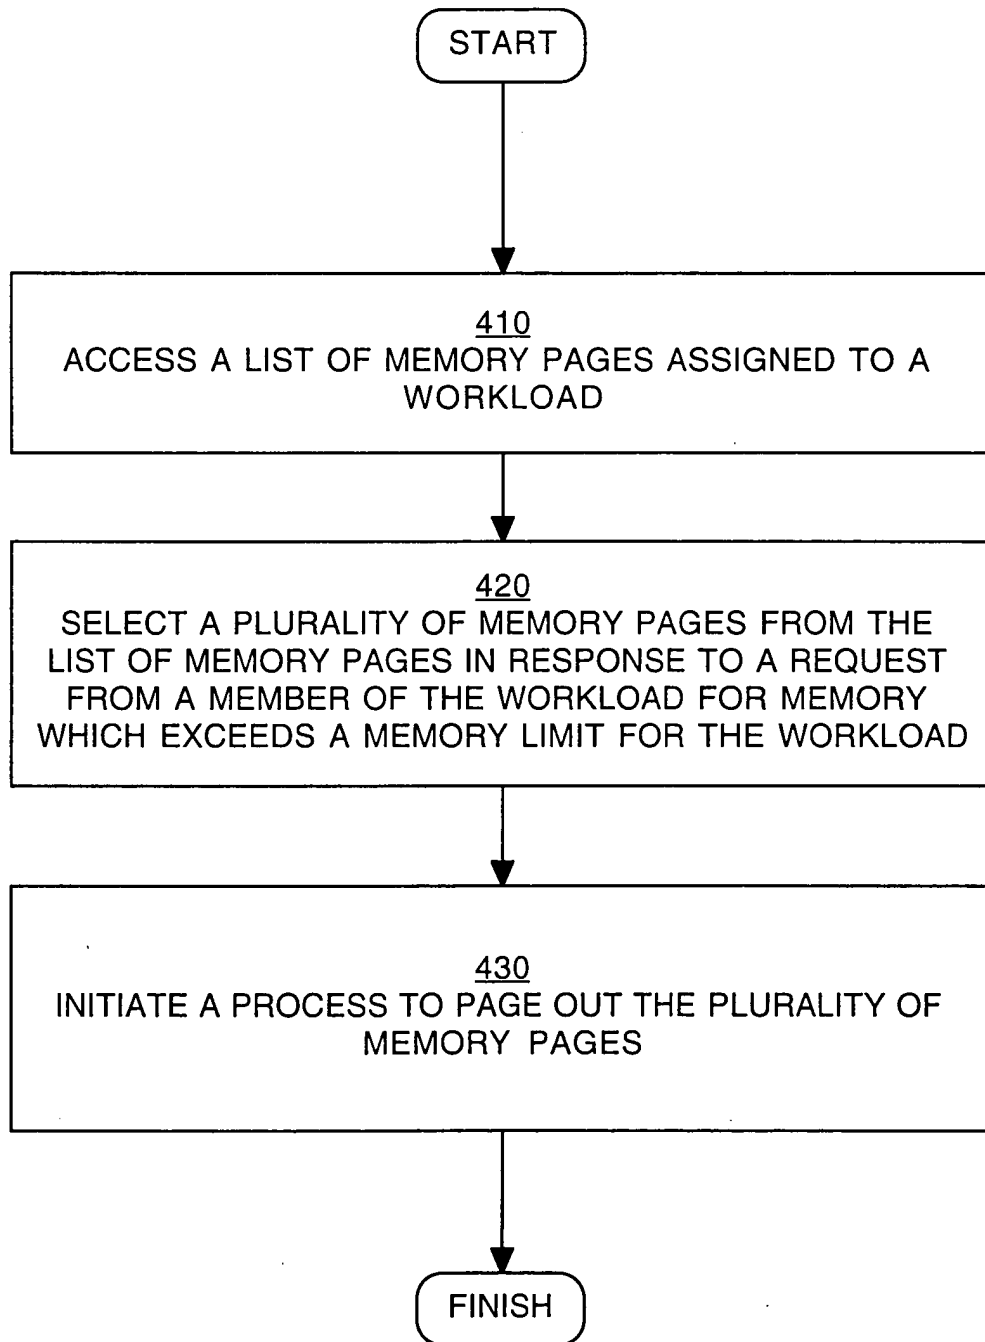 START
410
ACCESS A LIST OF MEMORY PAGES ASSIGNED TO A
WORKLOAD
420
SELECT A PLURALITY OF MEMORY PAGES FROM THE
LIST OF MEMORY PAGES IN RESPONSE TO A REQUEST
FROM A MEMBER OF THE WORKLOAD FOR MEMORY
WHICH EXCEEDS A MEMORY LIMIT FOR THE WORKLOAD
430
INITIATE A PROCESS TO PAGE OUT THE PLURALITY OF
MEMORY PAGES
FINISH